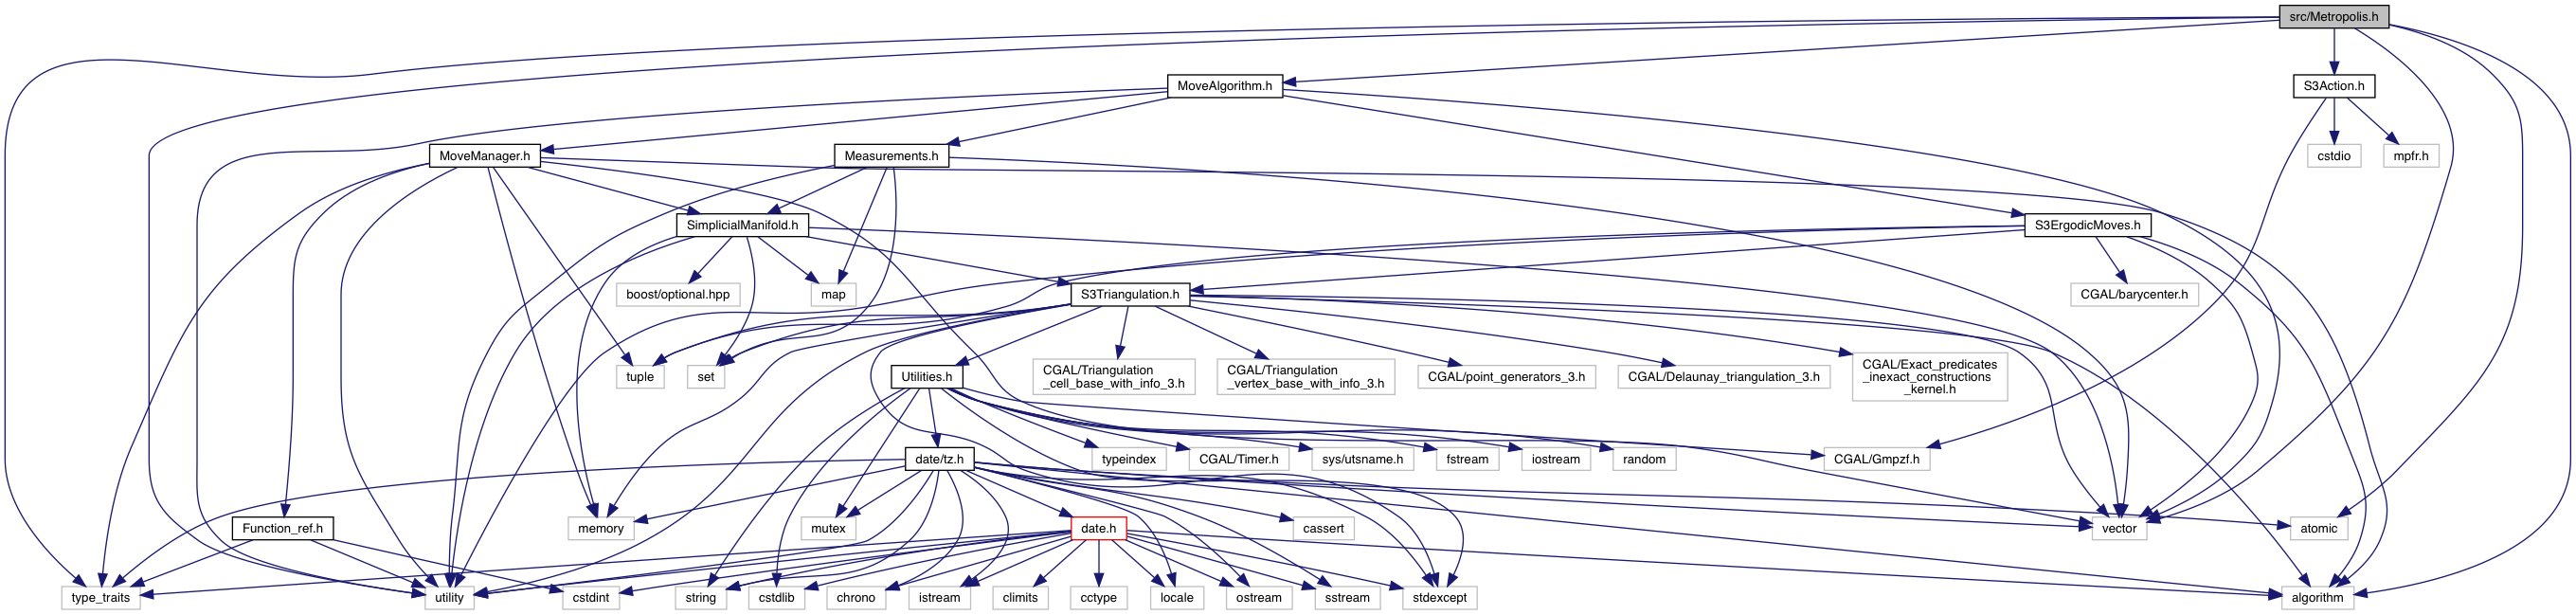 src/Metropolis.h
MoveAlgorithm.h
S3Action.h
MoveManager.h
Measurements.h
cstdio
mpfr.h
SimplicialManifold.h
S3ErgodicMoves.h
boost/optional.hpp
map
S3Triangulation.h
CGAL/barycenter.h
tuple
set
Utilities.h
CGAL/Triangulation
_cell_base_with_info_3.h
CGAL/Triangulation
_vertex_base_with_info_3.h
CGAL/point_generators_3.h
CGAL/Delaunay_triangulation_3.h
CGAL/Exact_predicates
_inexact_constructions
_kernel.h
date/tz.h
typeindex
CGAL/Timer.h
sys/utsname.h
fstream
iostream
random
CGAL/Gmpzf.h
Function_ref.h
memory
mutex
date.h
cassert
vector
atomic
type_traits
utility
cstdint
string
cstdlib
chrono
istream
climits
cctype
locale
ostream
sstream
stdexcept
algorithm